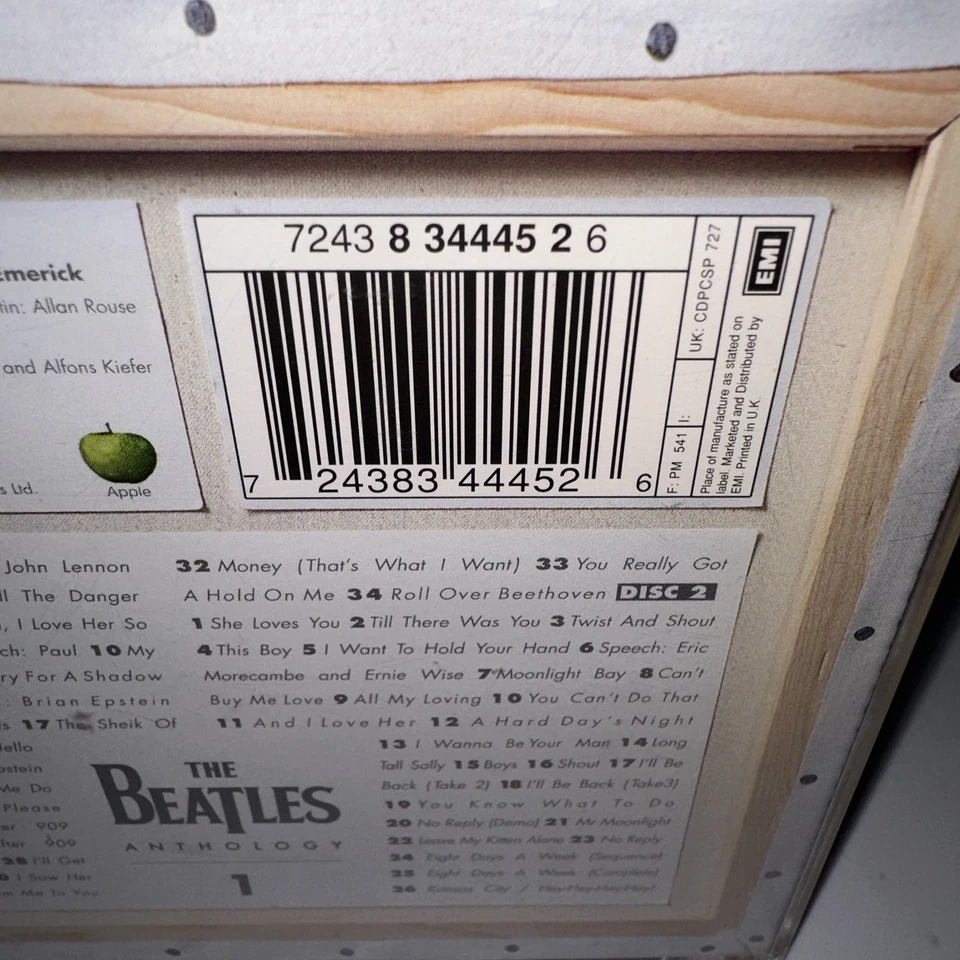 Emerick
tin: Allan Rouse
and Alfons Kiefer
s Ltd.
Apple
7243 8 34445 2 6
7 24383 44452 6
UK: CDPCSP 727
F: PM 541 I:
EMI
Place of manufacture as stated on
label. Marketed and Distributed by
EMI. Printed in U.K.
John Lennon
ll The Danger
, I Love Her So
ch: Paul 10 My
ry For A Shadow
: Brian Epstein
s 17 The Sheik Of
ello
pstein
Me Do
Please
er 909
fter 909
28 I'll Get
I Saw Her
m Me To You
32 Money (That's What I Want) 33 You Really Got
A Hold On Me 34 Roll Over Beethoven DISC 2
1 She Loves You 2 Till There Was You 3 Twist And Shout
4 This Boy 5 I Want To Hold Your Hand 6 Speech: Eric
Morecambe and Ernie Wise 7 Moonlight Bay 8 Can't
Buy Me Love 9 All My Loving 10 You Can't Do That
11 And I Love Her 12 A Hard Day's Night
13 I Wanna Be Your Man 14 Long
Tall Sally 15 Boys 16 Shout 17 I'll Be
Back (Take 2) 18 I'll Be Back (Take3)
19 You Know What To Do
20 No Reply (Demo) 21 Mr Moonlight
22 Leave My Kitten Alone 23 No Reply
24 Eight Days A Week (Sequence)
25 Eight Days A Week (Complete)
26 Kansas City / Hey-Hey-Hey-Hey!
THE
BEATLES
ANTHOLOGY
1